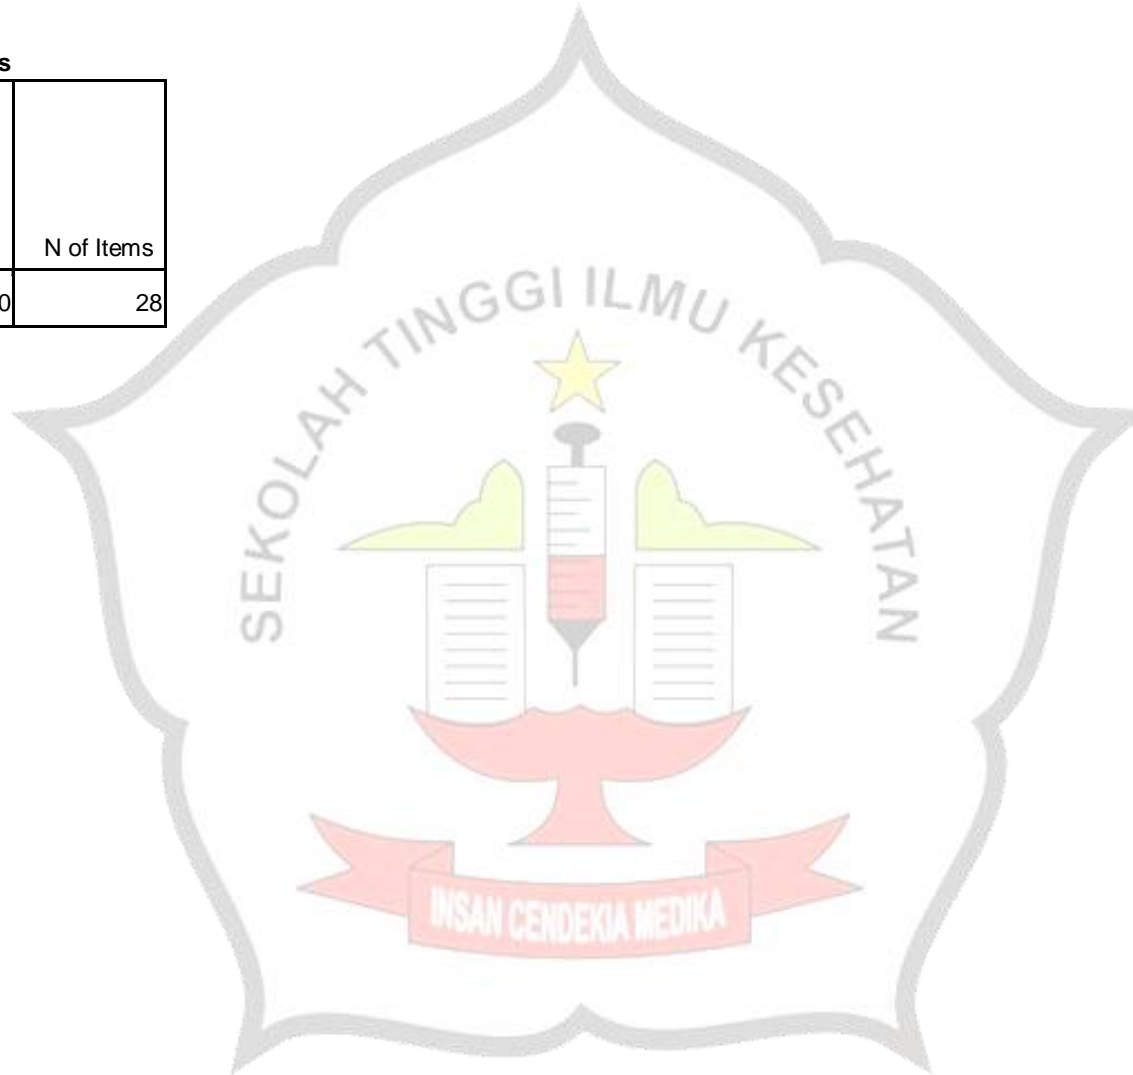 s
N of Items
0
28
SEKOLAH TINGGI ILMU KESEHATAN
INSAN CENDEKIA MEDIKA